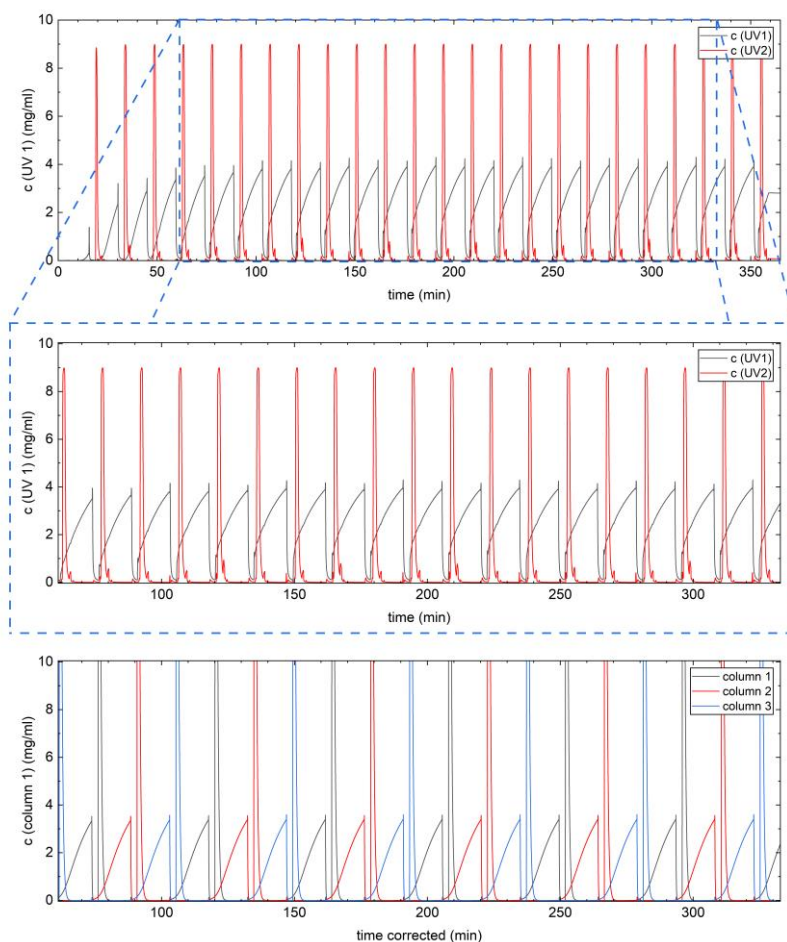 10
8
6
4
2
0
c (UV 1) (mg/ml)
c (UV1)
c (UV2)
0 50 100 150 200 250 300 350
time (min)
10
8
6
4
2
0
c (UV 1) (mg/ml)
c (UV1)
c (UV2)
100 150 200 250 300
time (min)
10
8
6
4
2
0
c (column 1) (mg/ml)
column 1
column 2
column 3
100 150 200 250 300
time corrected (min)